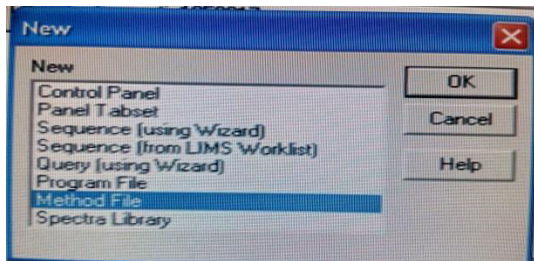 New
New
Control Panel
Panel Tabset
Sequence (using Wizard)
Sequence (from LIMS Worklist)
Query (using Wizard)
Program File
Method File
Spectra Library
OK
Cancel
Help